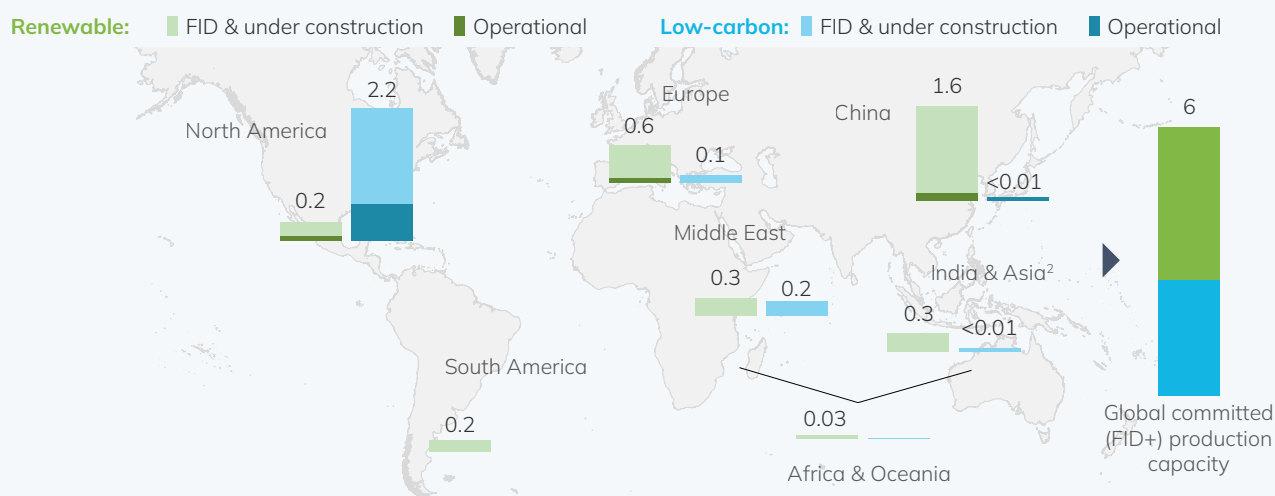 Renewable: FID & under construction Operational Low-carbon: FID & under construction Operational
2.2
North America
0.2
Europe
0.6
0.1
China
1.6
<0.01
6
Middle East
0.3
0.2
India & Asia²
0.3
<0.01
South America
0.2
0.03
Africa & Oceania
Global committed
(FID+) production
capacity